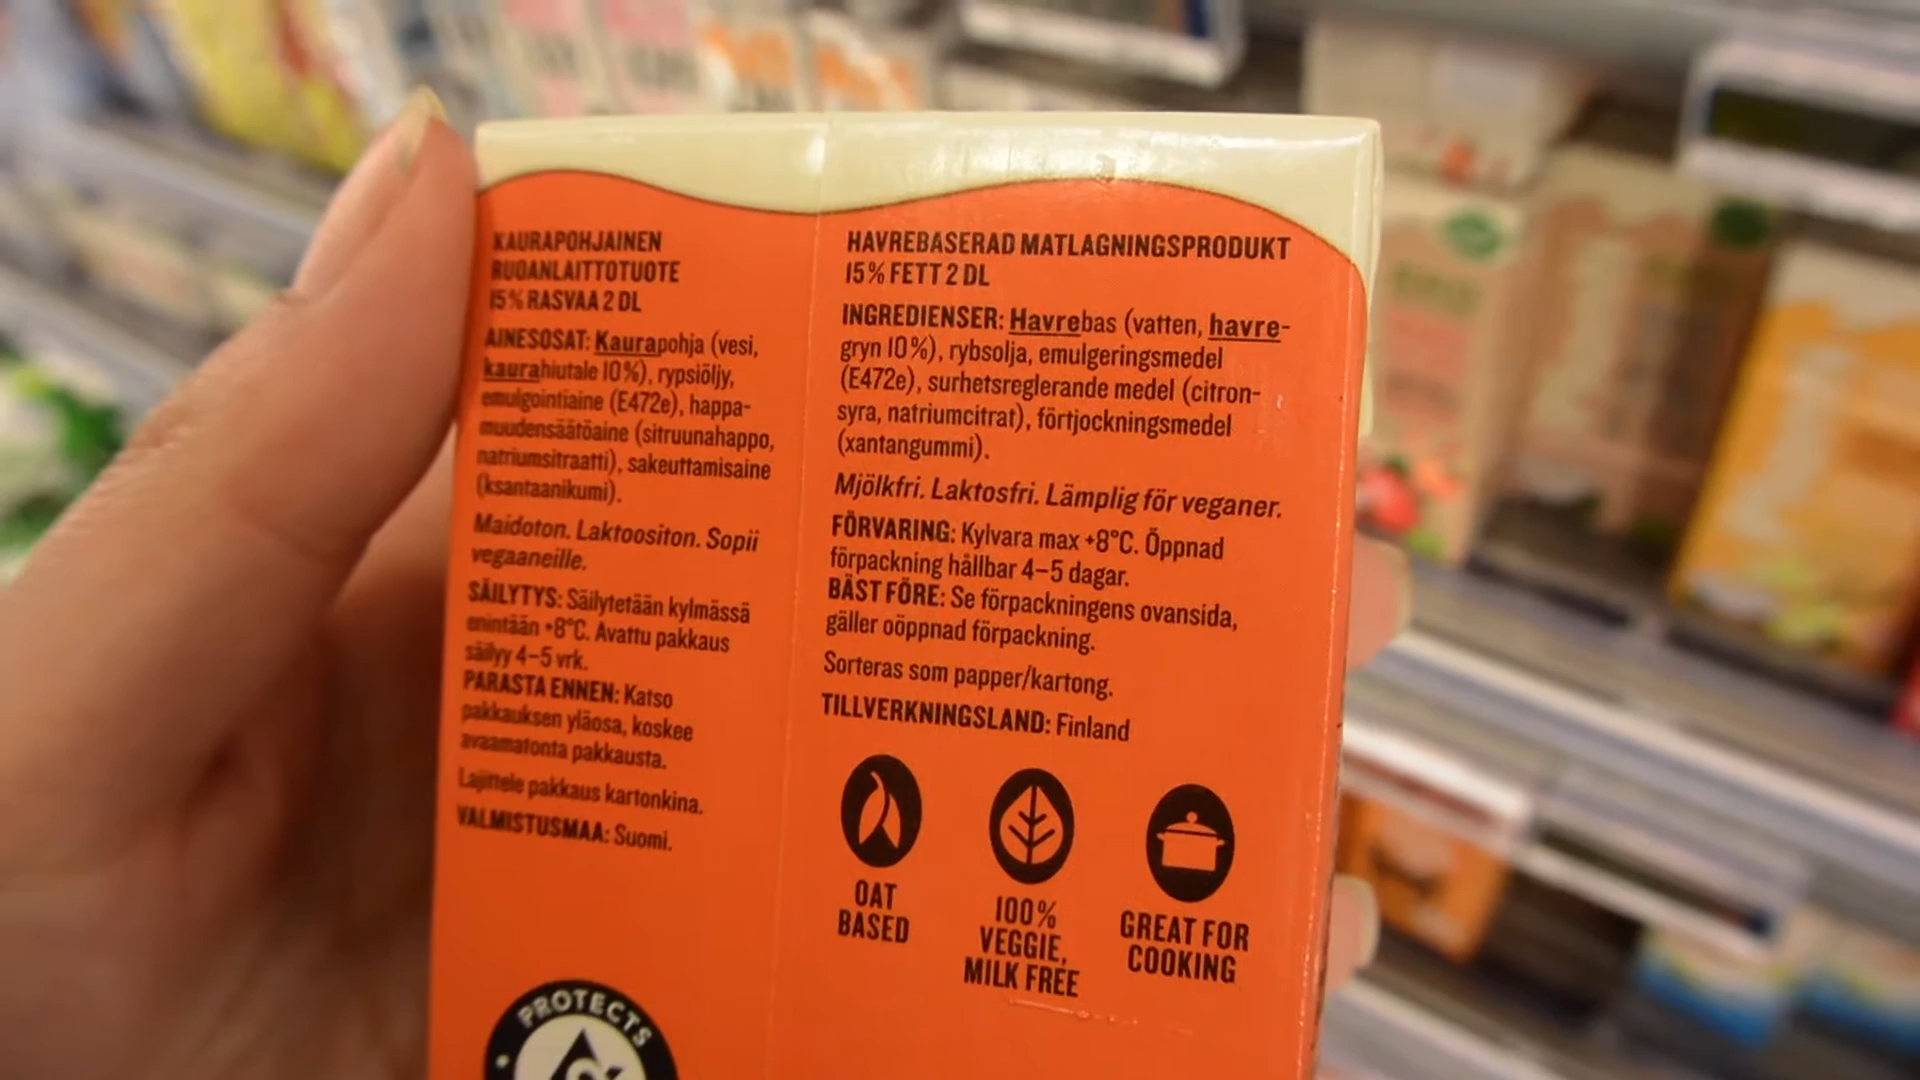 KAURAPOHJAINEN
RUOANLAITTOTUOTE
15% RASVAA 2 DL
AINESOSAT: Kaurapohja (vesi,
kaurahiutale 10%), rypsiöljy,
emulgointiaine (E472e), happa-
muudensäätöaine (sitruunahappo,
natriumsitraatti), sakeuttamisaine
(ksantaanikumi).
Maidoton. Laktoositon. Sopii
vegaaneille.
SÄILYTYS: Säilytetään kylmässä
enintään +8°C. Avattu pakkaus
säilyy 4–5 vrk.
PARASTA ENNEN: Katso
pakkauksen yläosa, koskee
avaamatonta pakkausta.
Lajittele pakkaus kartonkina.
VALMISTUSMAA: Suomi.
PROTECTS
HAVREBASERAD MATLAGNINGSPRODUKT
15% FETT 2 DL
INGREDIENSER: Havrebas (vatten, havre-
gryn 10%), rybsolja, emulgeringsmedel
(E472e), surhetsreglerande medel (citron-
syra, natriumcitrat), förtjockningsmedel
(xantangummi).
Mjölkfri. Laktosfri. Lämplig för veganer.
FÖRVARING: Kylvara max +8°C. Öppnad
förpackning hållbar 4–5 dagar.
BÄST FÖRE: Se förpackningens ovansida,
gäller oöppnad förpackning.
Sorteras som papper/kartong.
TILLVERKNINGSLAND: Finland
OAT
BASED
100%
VEGGIE,
MILK FREE
GREAT FOR
COOKING